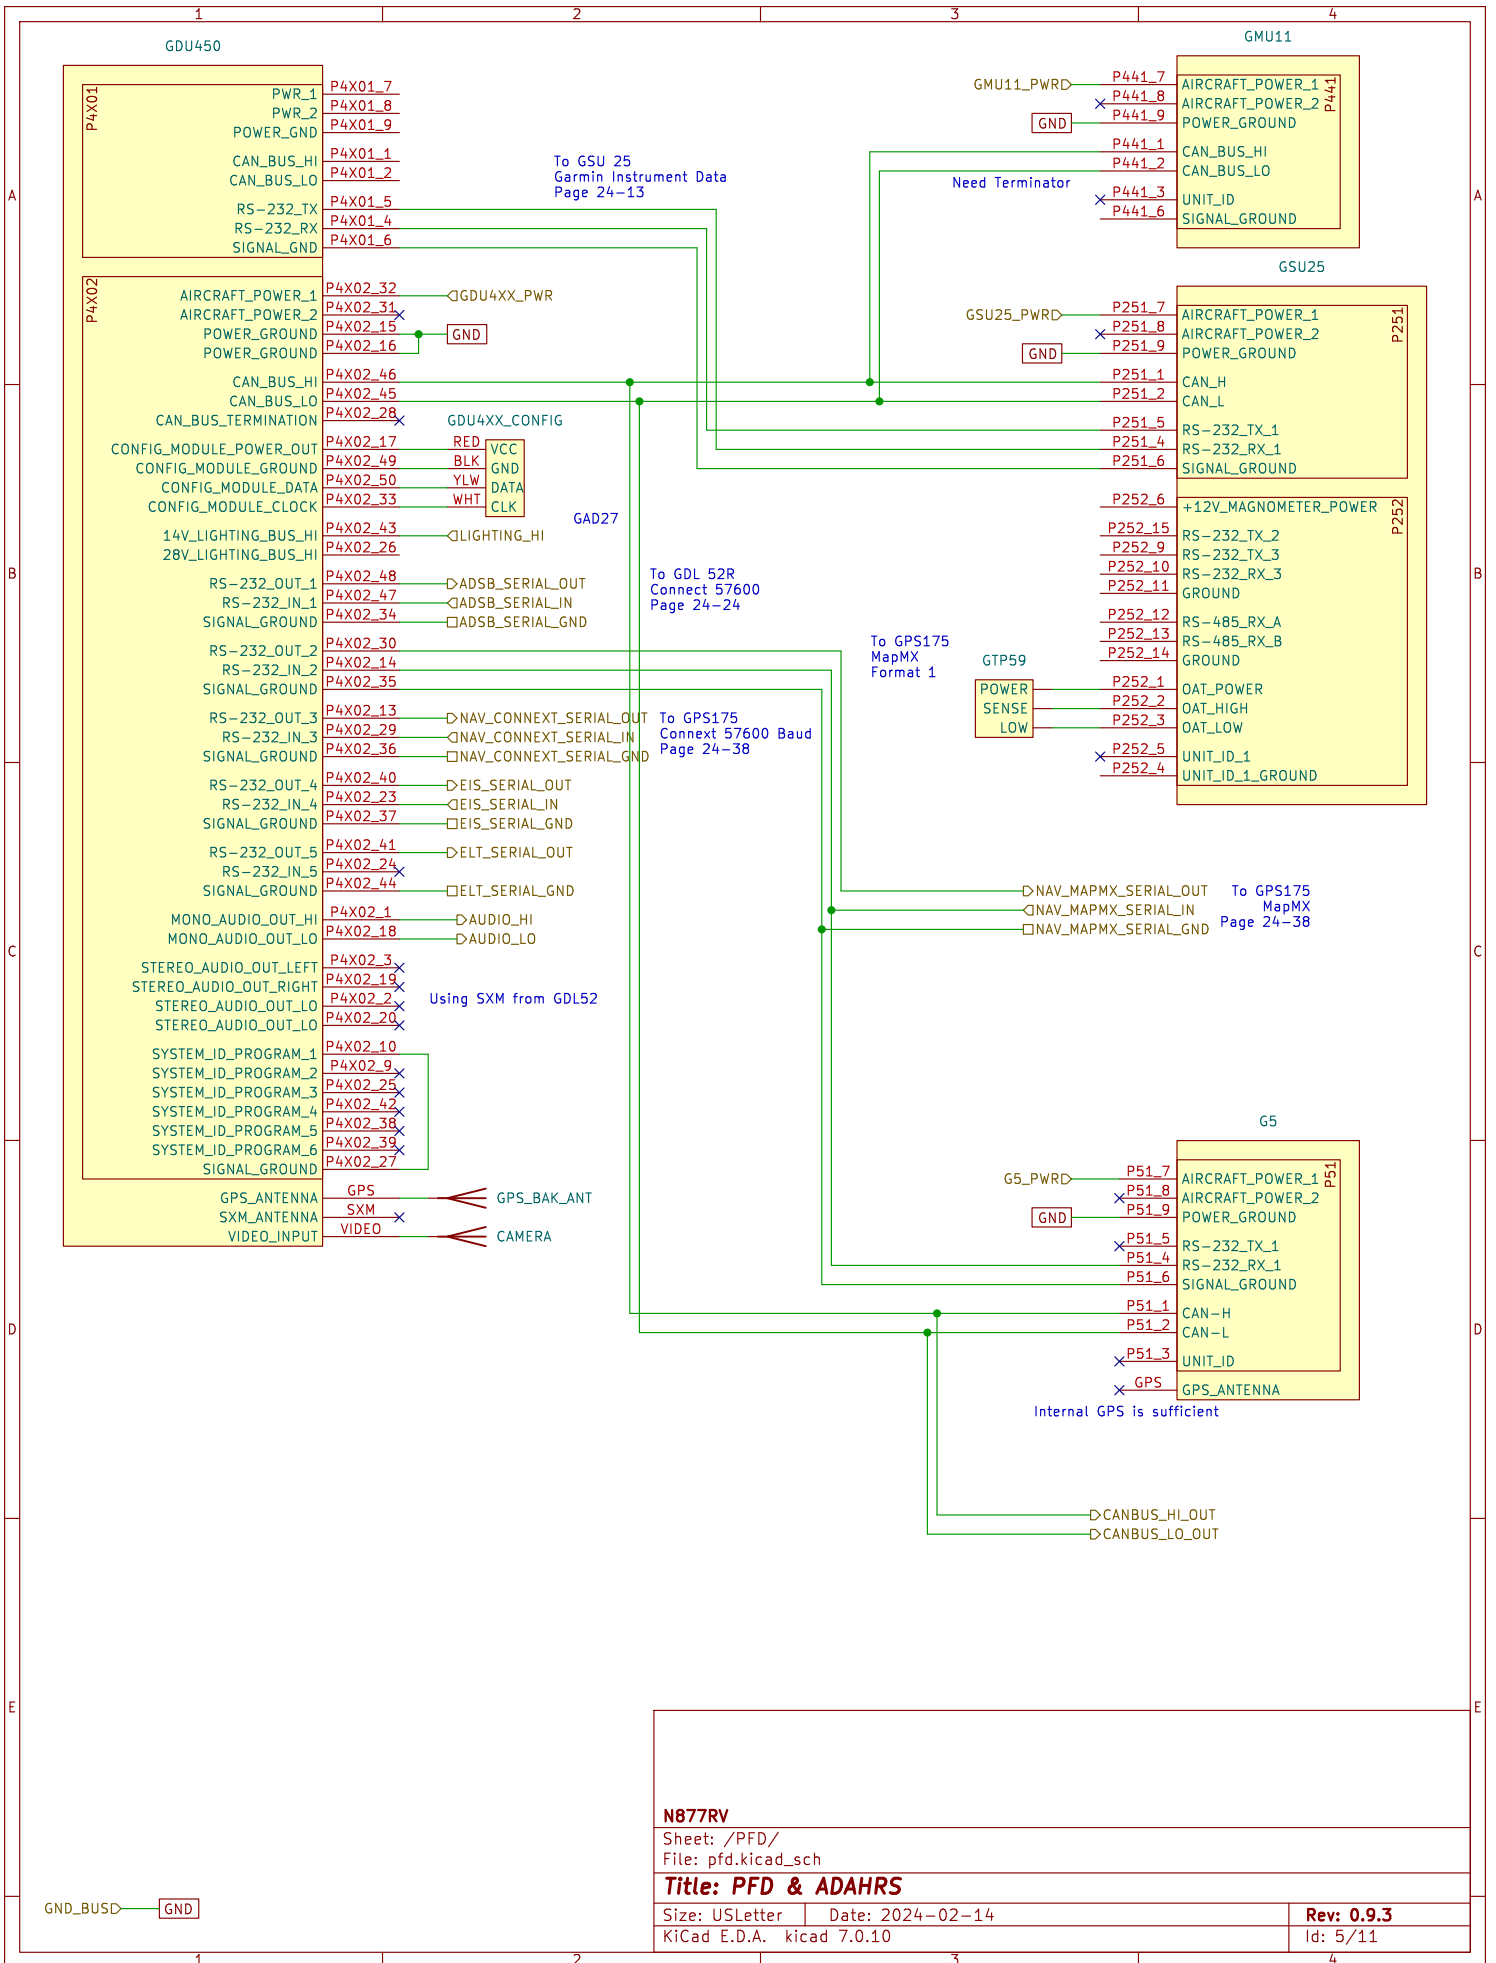 1
2
3
4
A
B
C
D
E
GDU450
P4X01
PWR_1 P4X01_7
PWR_2 P4X01_8
POWER_GND P4X01_9
CAN_BUS_HI P4X01_1
CAN_BUS_LO P4X01_2
RS-232_TX P4X01_5
RS-232_RX P4X01_4
SIGNAL_GND P4X01_6
P4X02
AIRCRAFT_POWER_1 P4X02_32 GDU4XX_PWR
AIRCRAFT_POWER_2 P4X02_31
POWER_GROUND P4X02_15 GND
POWER_GROUND P4X02_16
CAN_BUS_HI P4X02_46
CAN_BUS_LO P4X02_45
CAN_BUS_TERMINATION P4X02_28
GDU4XX_CONFIG
CONFIG_MODULE_POWER_OUT P4X02_17 RED VCC
CONFIG_MODULE_GROUND P4X02_49 BLK GND
CONFIG_MODULE_DATA P4X02_50 YLW DATA
CONFIG_MODULE_CLOCK P4X02_33 WHT CLK
GAD27
14V_LIGHTING_BUS_HI P4X02_43 LIGHTING_HI
28V_LIGHTING_BUS_HI P4X02_26
RS-232_OUT_1 P4X02_48 ADSB_SERIAL_OUT
RS-232_IN_1 P4X02_47 ADSB_SERIAL_IN
SIGNAL_GROUND P4X02_34 ADSB_SERIAL_GND
RS-232_OUT_2 P4X02_30
RS-232_IN_2 P4X02_14
SIGNAL_GROUND P4X02_35
RS-232_OUT_3 P4X02_13 NAV_CONNEXT_SERIAL_OUT
RS-232_IN_3 P4X02_29 NAV_CONNEXT_SERIAL_IN
SIGNAL_GROUND P4X02_36 NAV_CONNEXT_SERIAL_GND
RS-232_OUT_4 P4X02_40 EIS_SERIAL_OUT
RS-232_IN_4 P4X02_23 EIS_SERIAL_IN
SIGNAL_GROUND P4X02_37 EIS_SERIAL_GND
RS-232_OUT_5 P4X02_41 ELT_SERIAL_OUT
RS-232_IN_5 P4X02_24
SIGNAL_GROUND P4X02_44 ELT_SERIAL_GND
MONO_AUDIO_OUT_HI P4X02_1 AUDIO_HI
MONO_AUDIO_OUT_LO P4X02_18 AUDIO_LO
STEREO_AUDIO_OUT_LEFT P4X02_3
STEREO_AUDIO_OUT_RIGHT P4X02_19
STEREO_AUDIO_OUT_LO P4X02_2
STEREO_AUDIO_OUT_LO P4X02_20
Using SXM from GDL52
SYSTEM_ID_PROGRAM_1 P4X02_10
SYSTEM_ID_PROGRAM_2 P4X02_9
SYSTEM_ID_PROGRAM_3 P4X02_25
SYSTEM_ID_PROGRAM_4 P4X02_42
SYSTEM_ID_PROGRAM_5 P4X02_38
SYSTEM_ID_PROGRAM_6 P4X02_39
SIGNAL_GROUND P4X02_27
GPS_ANTENNA GPS GPS_BAK_ANT
SXM_ANTENNA SXM
VIDEO_INPUT VIDEO CAMERA
To GSU 25
Garmin Instrument Data
Page 24-13
To GDL 52R
Connect 57600
Page 24-24
To GPS175
Connext 57600 Baud
Page 24-38
To GPS175
MapMX
Format 1
GMU11
P441
GMU11_PWR P441_7 AIRCRAFT_POWER_1
P441_8 AIRCRAFT_POWER_2
GND P441_9 POWER_GROUND
P441_1 CAN_BUS_HI
P441_2 CAN_BUS_LO
Need Terminator
P441_3 UNIT_ID
P441_6 SIGNAL_GROUND
GSU25
P251
GSU25_PWR P251_7 AIRCRAFT_POWER_1
P251_8 AIRCRAFT_POWER_2
GND P251_9 POWER_GROUND
P251_1 CAN_H
P251_2 CAN_L
P251_5 RS-232_TX_1
P251_4 RS-232_RX_1
P251_6 SIGNAL_GROUND
P252
P252_6 +12V_MAGNOMETER_POWER
P252_15 RS-232_TX_2
P252_9 RS-232_TX_3
P252_10 RS-232_RX_3
P252_11 GROUND
P252_12 RS-485_RX_A
P252_13 RS-485_RX_B
P252_14 GROUND
GTP59
POWER P252_1 OAT_POWER
SENSE P252_2 OAT_HIGH
LOW P252_3 OAT_LOW
P252_5 UNIT_ID_1
P252_4 UNIT_ID_1_GROUND
NAV_MAPMX_SERIAL_OUT
NAV_MAPMX_SERIAL_IN
NAV_MAPMX_SERIAL_GND
To GPS175
MapMX
Page 24-38
G5
P51
G5_PWR P51_7 AIRCRAFT_POWER_1
P51_8 AIRCRAFT_POWER_2
GND P51_9 POWER_GROUND
P51_5 RS-232_TX_1
P51_4 RS-232_RX_1
P51_6 SIGNAL_GROUND
P51_1 CAN-H
P51_2 CAN-L
P51_3 UNIT_ID
GPS GPS_ANTENNA
Internal GPS is sufficient
CANBUS_HI_OUT
CANBUS_LO_OUT
GND_BUS GND
N877RV
Sheet: /PFD/
File: pfd.kicad_sch
Title: PFD & ADAHRS
Size: USLetter Date: 2024-02-14 Rev: 0.9.3
KiCad E.D.A. kicad 7.0.10 Id: 5/11
A
B
C
D
E
1
2
3
4